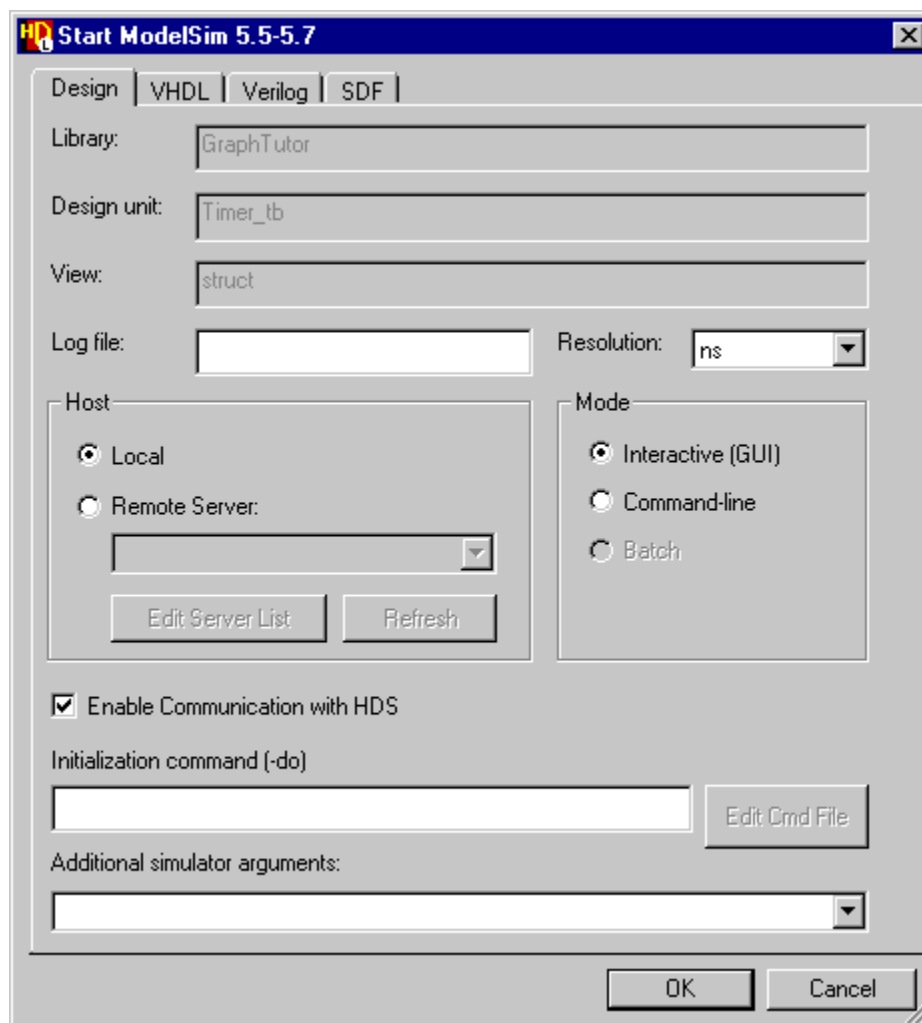 HDL Start ModelSim 5.5-5.7
Design VHDL Verilog SDF
Library: GraphTutor
Design unit: Timer_tb
View: struct
Log file: Resolution: ns
Host Mode
Local Interactive (GUI)
Remote Server: Command-line
Batch
Edit Server List Refresh
Enable Communication with HDS
Initialization command (-do)
Edit Cmd File
Additional simulator arguments:
OK Cancel